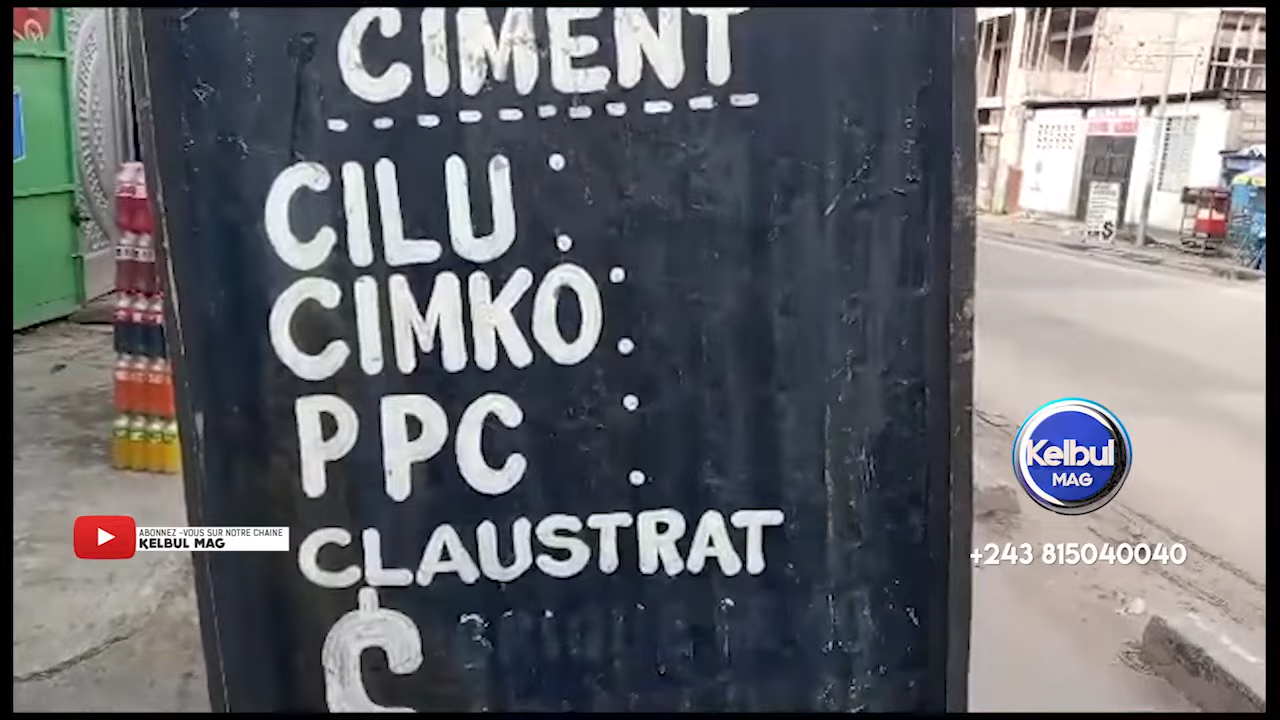 CIMENT
CILU :
CIMKO :
PPC :
CLAUSTRAT
$
ABONNEZ -VOUS SUR NOTRE CHAINE
KELBUL MAG
Kelbul
MAG
+243 815040040